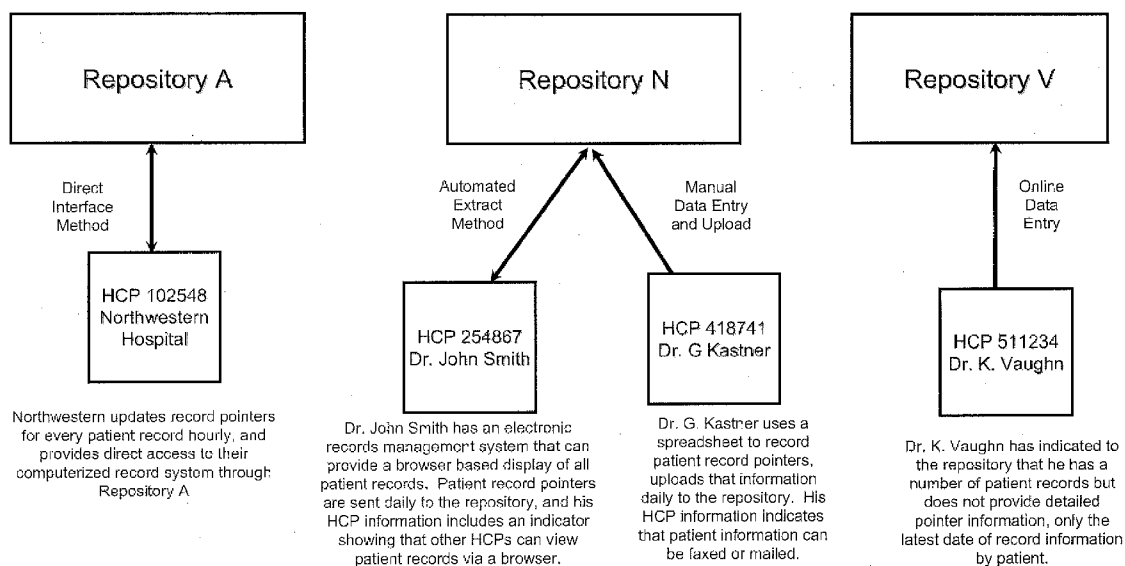 Repository A
Repository N
Repository V
Direct
Interface
Method
Automated
Extract
Method
Manual
Data Entry
and Upload
Online
Data
Entry
HCP 102548
Northwestern
Hospital
HCP 254867
Dr. John Smith
HCP 418741
Dr. G Kastner
HCP 511234
Dr. K. Vaughn
Northwestern updates record pointers
for every patient record hourly, and
provides direct access to their
computerized record system through
Repository A
Dr. John Smith has an electronic
records management system that can
provide a browser based display of all
patient records. Patient record pointers
are sent daily to the repository, and his
HCP information includes an indicator
showing that other HCPs can view
patient records via a browser.
Dr. G. Kastner uses a
spreadsheet to record
patient record pointers,
uploads that information
daily to the repository. His
HCP information indicates
that patient information can
be faxed or mailed.
Dr. K. Vaughn has indicated to
the repository that he has a
number of patient records but
does not provide detailed
pointer information, only the
latest date of record information
by patient.